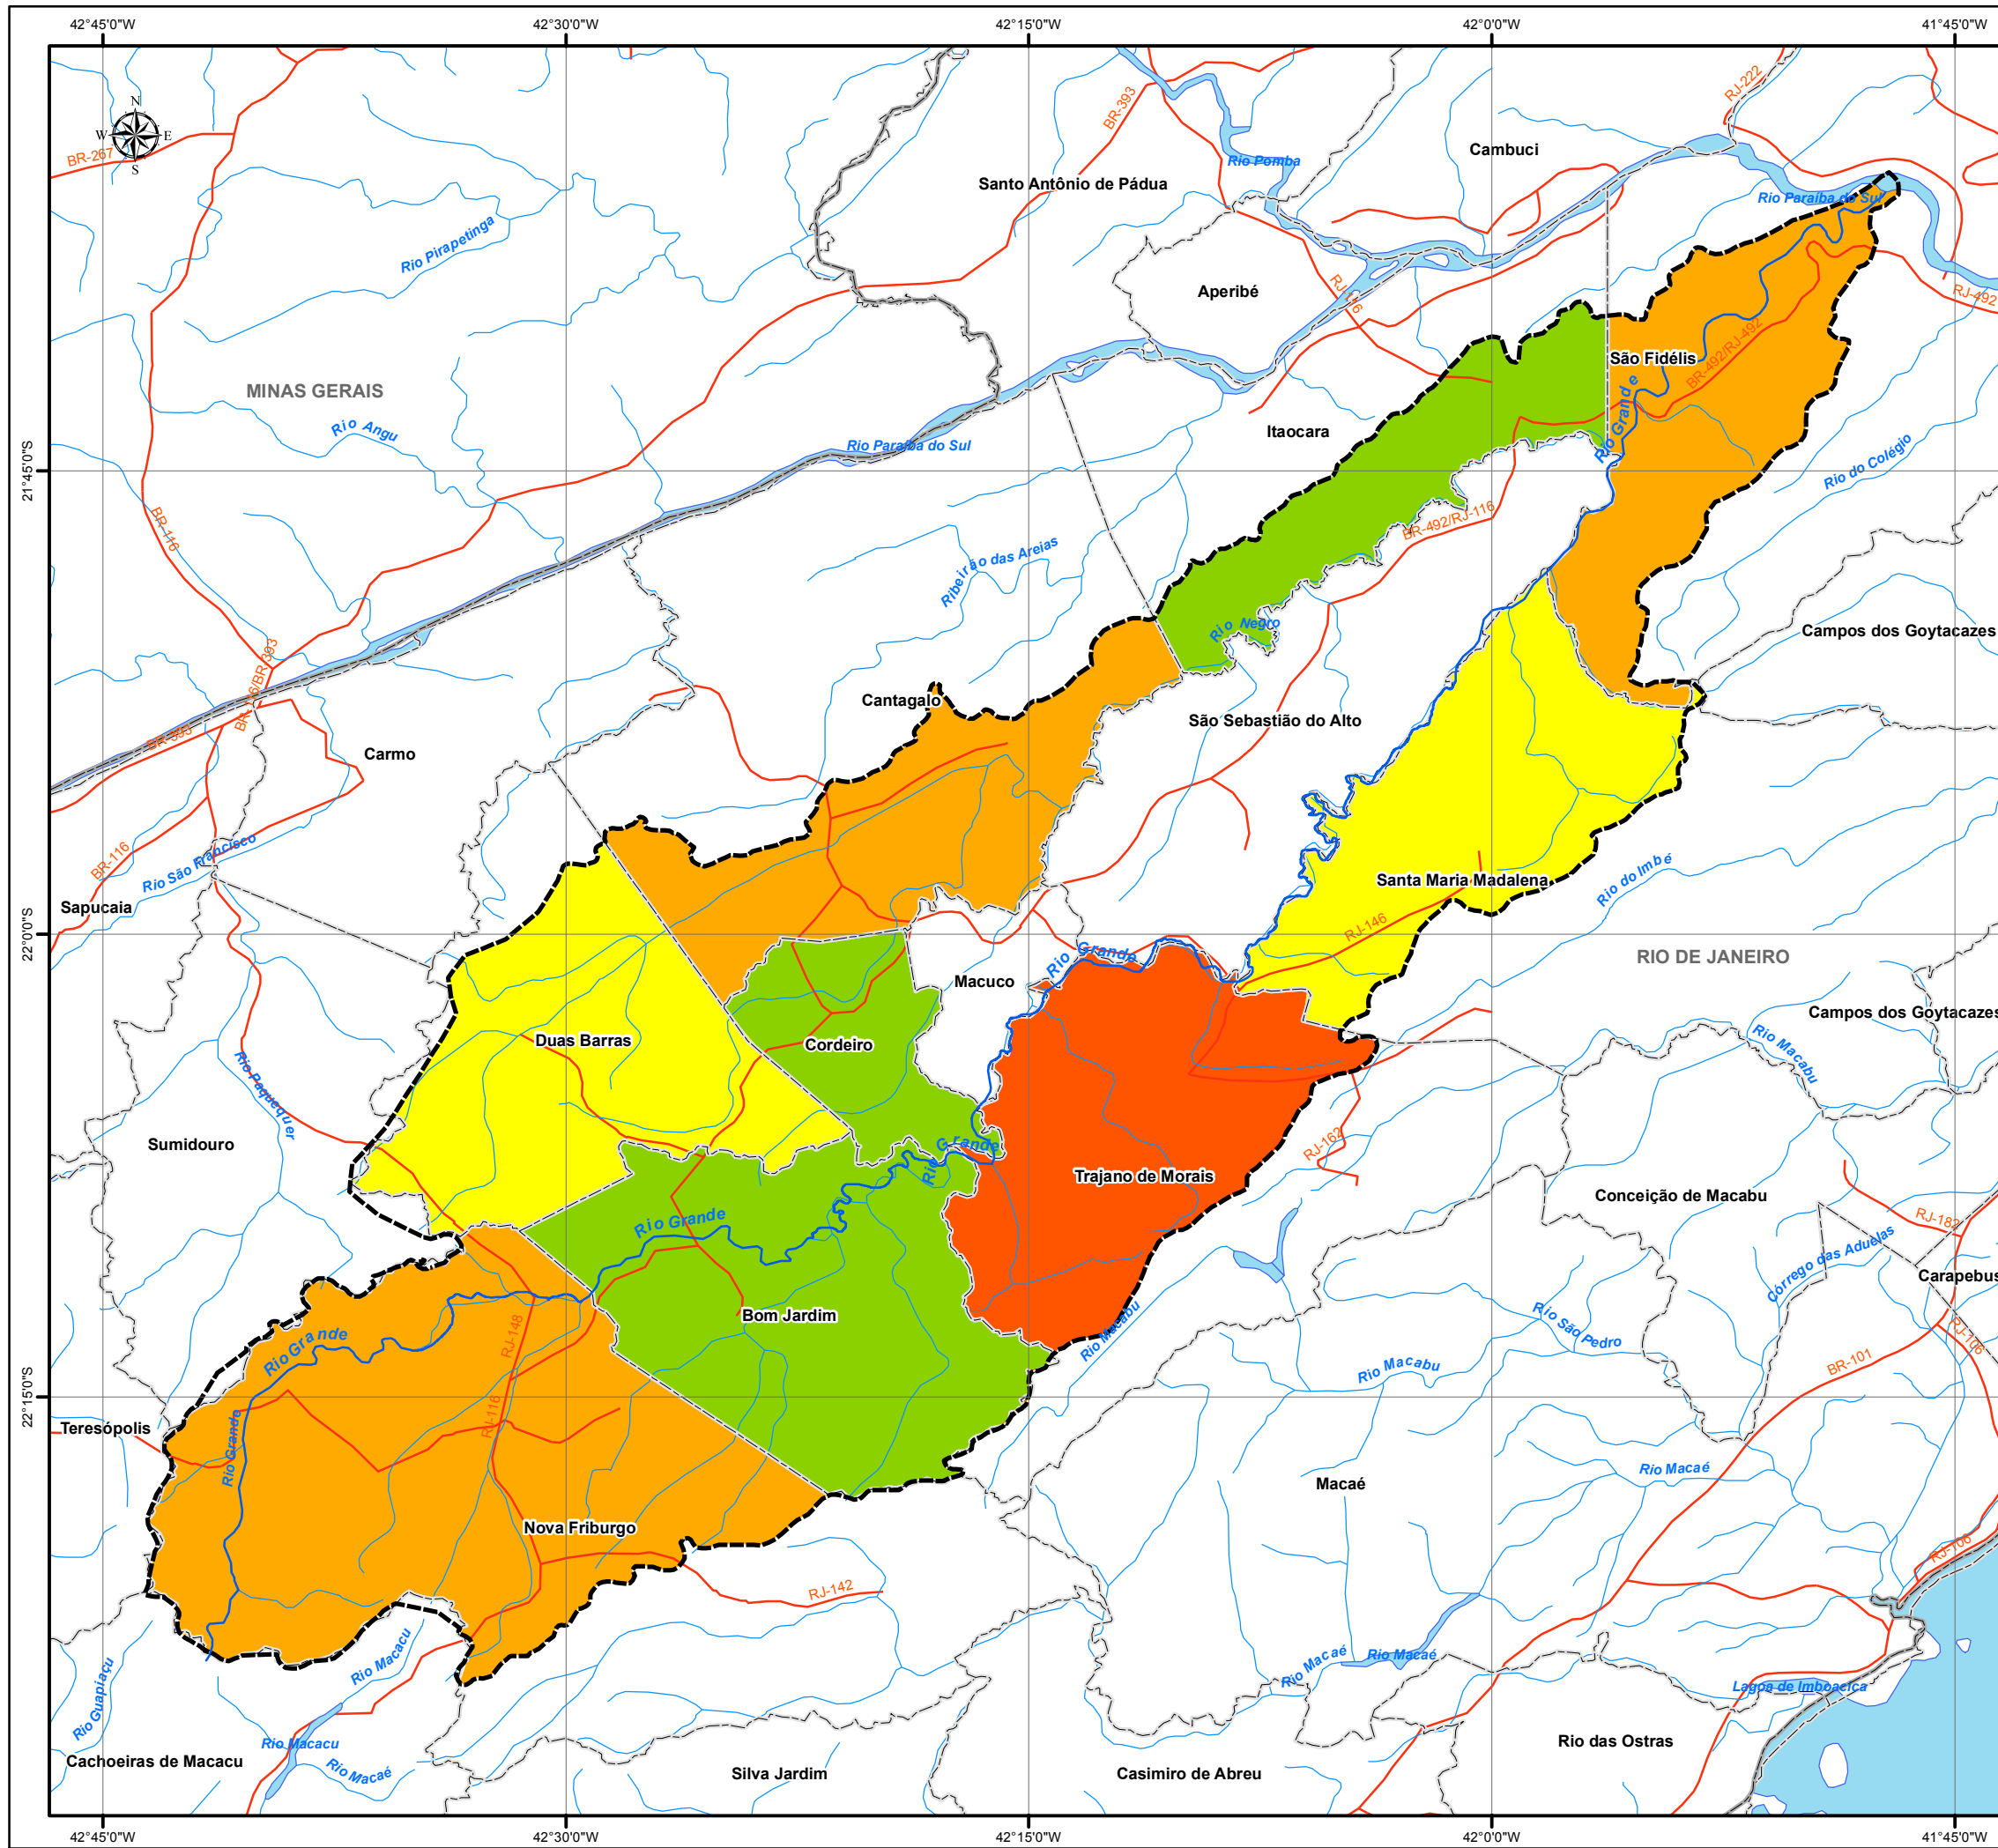 42°45'0"W
42°30'0"W
42°15'0"W
42°0'0"W
41°45'0"W
N
W
E
S
BR-267
BR-393
RJ-222
Cambuci
Rio Pomba
Santo Antônio de Pádua
Rio Paraíba do Sul
Rio Pirapetinga
Aperibé
RJ-116
RJ-492
São Fidélis
BR-492/RJ-492
MINAS GERAIS
Rio Angu
Rio Grande
Itaocara
Rio Paraíba do Sul
21°45'0"S
Rio do Colégio
BR-116
BR-492/RJ-116
Ribeirão das Areias
Rio Negro
Campos dos Goytacazes
BR-116/BR-393
Cantagalo
São Sebastião do Alto
BR-393
Carmo
BR-116
Rio São Francisco
Santa Maria Madalena
Rio do Imbé
Sapucaia
RJ-146
22°0'0"S
Rio Grande
RIO DE JANEIRO
Macuco
Campos dos Goytacazes
Duas Barras
Cordeiro
Rio Macabu
Rio Paquequer
Sumidouro
Rio Grande
RJ-162
Trajano de Morais
Conceição de Macabu
Rio Grande
RJ-182
Córrego das Aduelas
Carapebus
Bom Jardim
Rio Macabu
Rio São Pedro
RJ-148
Rio Grande
RJ-106
Rio Macabu
BR-101
22°15'0"S
RJ-116
Teresópolis
Rio Grande
Rio Macaé
Macaé
Nova Friburgo
RJ-106
RJ-142
Rio Macacu
Rio Macaé
Rio Macaé
Rio Guapiaçu
Lagoa de Imboacica
Rio Macacu
Rio das Ostras
Cachoeiras de Macacu
Rio Macaé
Silva Jardim
Casimiro de Abreu
42°45'0"W
42°30'0"W
42°15'0"W
42°0'0"W
41°45'0"W